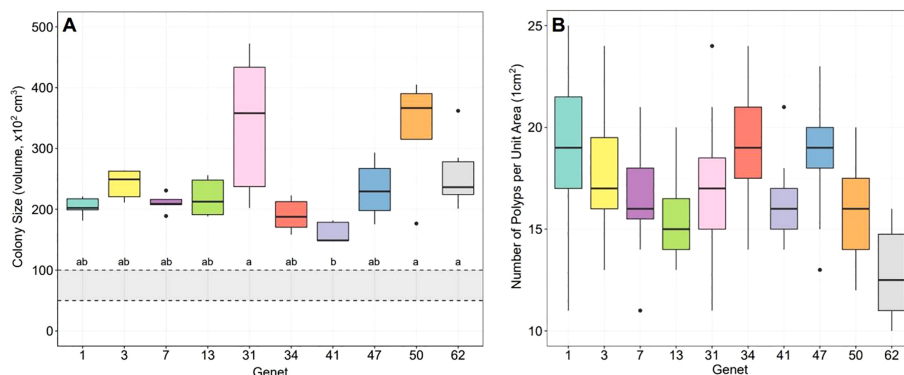 A
Colony Size (volume, x10² cm³)
500
400
300
200
100
0
ab ab ab ab a ab b ab a a
1 3 7 13 31 34 41 47 50 62
Genet
B
Number of Polyps per Unit Area (1cm²)
25
20
15
10
1 3 7 13 31 34 41 47 50 62
Genet